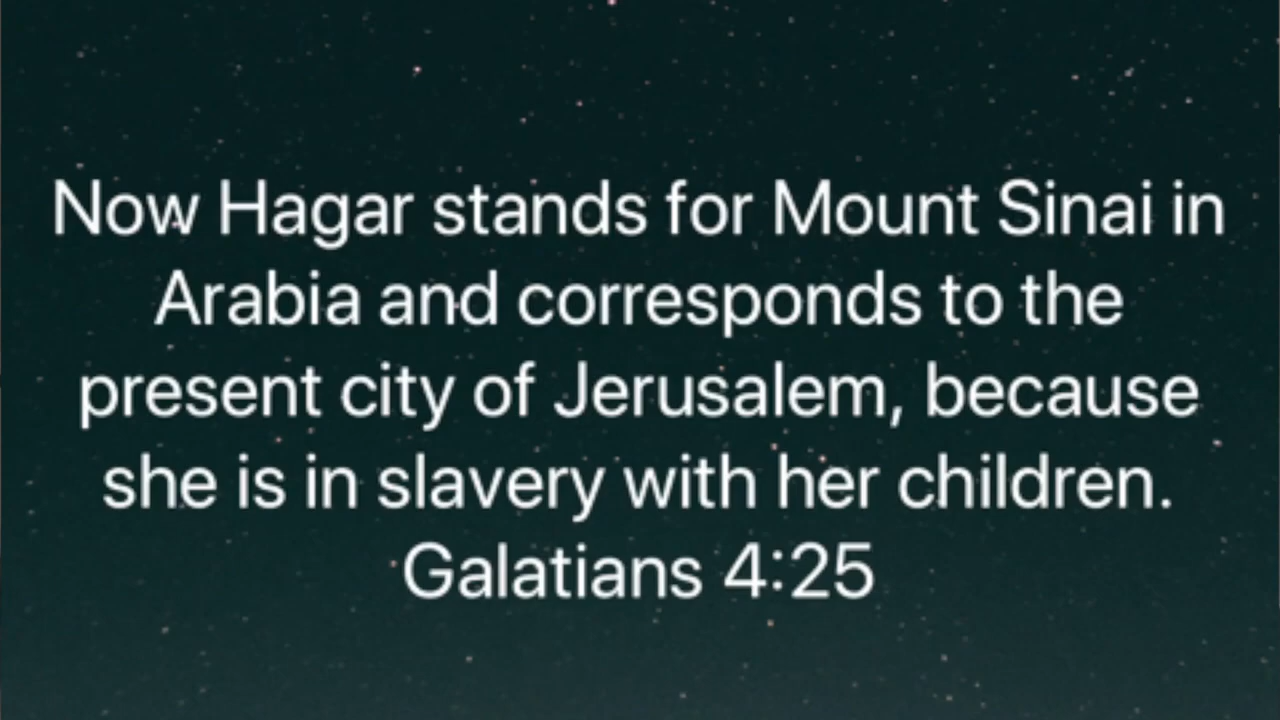 Now Hagar stands for Mount Sinai in
Arabia and corresponds to the
present city of Jerusalem, because
she is in slavery with her children.
Galatians 4:25